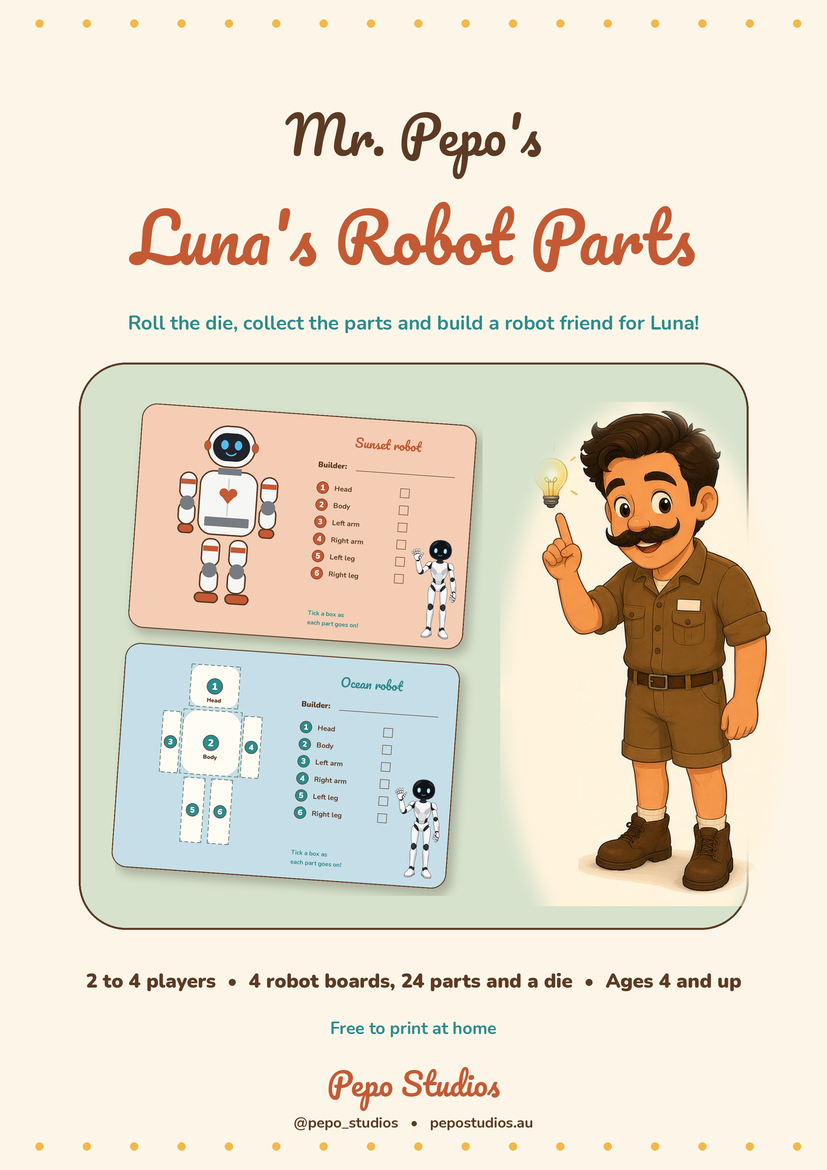 Mr. Pepo's
Luna's Robot Parts
Roll the die, collect the parts and build a robot friend for Luna!
Sunset robot
Builder:
1 Head
2 Body
3 Left arm
4 Right arm
5 Left leg
6 Right leg
Tick a box as
each part goes on!
1
Head
3
2
Body
4
5
6
Ocean robot
Builder:
1 Head
2 Body
3 Left arm
4 Right arm
5 Left leg
6 Right leg
Tick a box as
each part goes on!
2 to 4 players • 4 robot boards, 24 parts and a die • Ages 4 and up
Free to print at home
Pepo Studios
@pepo_studios • pepostudios.au